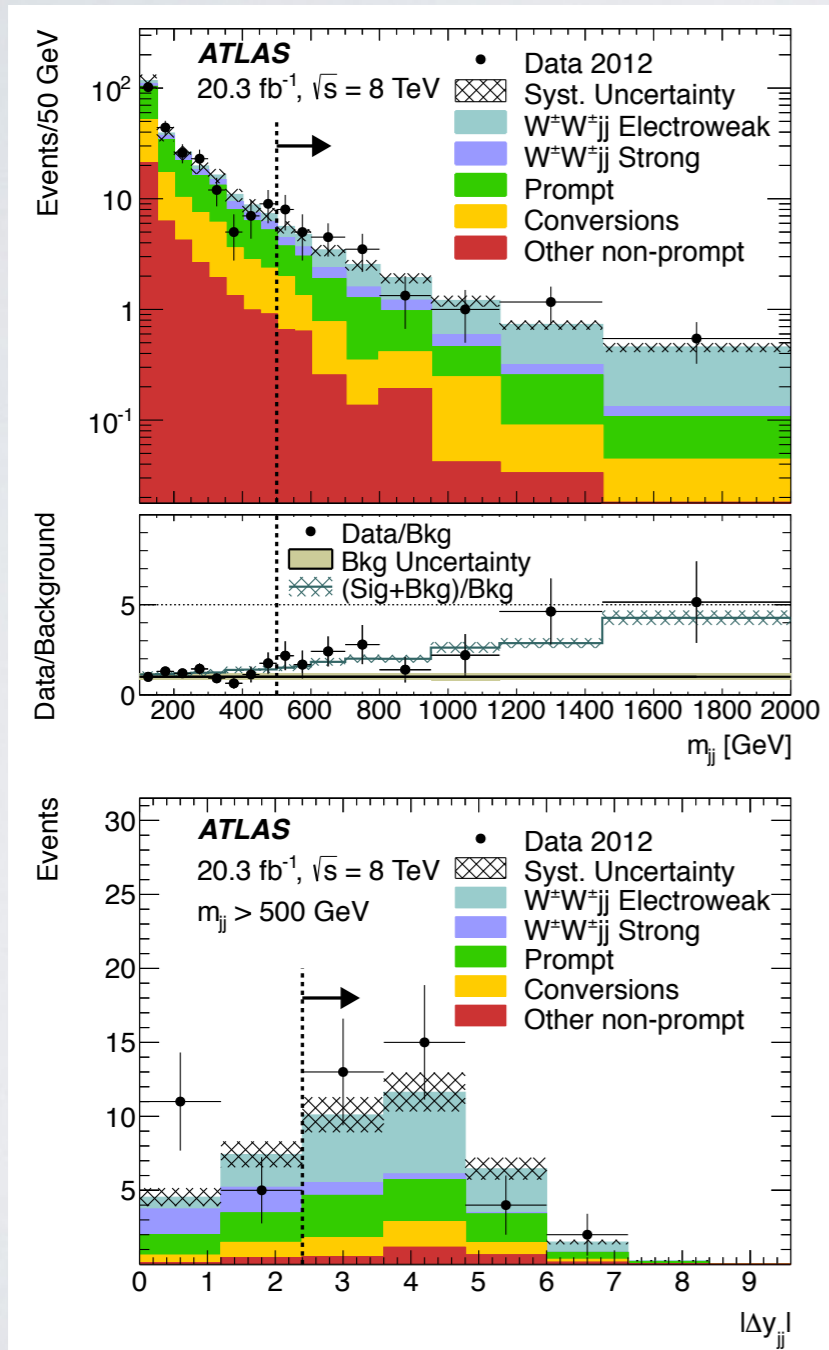 Events/50 GeV
ATLAS
20.3 fb⁻¹, √s = 8 TeV
Data 2012
Syst. Uncertainty
W±W±jj Electroweak
W±W±jj Strong
Prompt
Conversions
Other non-prompt
10²
10
1
10⁻¹
Data/Background
Data/Bkg
Bkg Uncertainty
(Sig+Bkg)/Bkg
5
0
200 400 600 800 1000 1200 1400 1600 1800 2000
m_jj [GeV]
Events
ATLAS
20.3 fb⁻¹, √s = 8 TeV
m_jj > 500 GeV
Data 2012
Syst. Uncertainty
W±W±jj Electroweak
W±W±jj Strong
Prompt
Conversions
Other non-prompt
30
25
20
15
10
5
0 1 2 3 4 5 6 7 8 9
|Δy_jj|